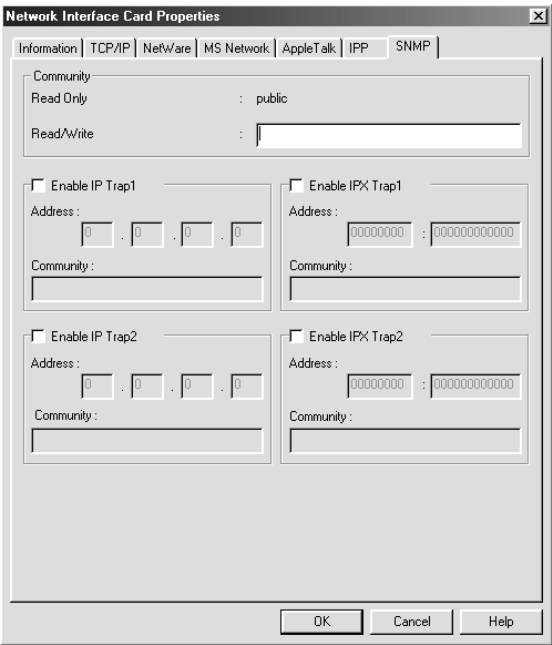 Network Interface Card Properties
Information TCP/IP NetWare MS Network AppleTalk IPP SNMP
Community
Read Only : public
Read/Write :
Enable IP Trap1 Enable IPX Trap1
Address : Address :
0 . 0 . 0 . 0 00000000 : 000000000000
Community : Community :
Enable IP Trap2 Enable IPX Trap2
Address : Address :
0 . 0 . 0 . 0 00000000 : 000000000000
Community : Community :
OK Cancel Help